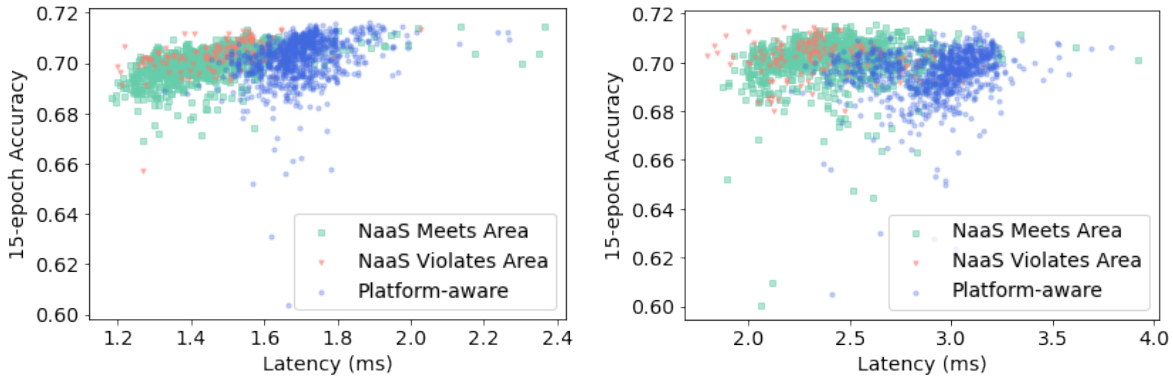 0.72
0.70
0.68
0.66
0.64
0.62
0.60
15-epoch Accuracy
NaaS Meets Area
NaaS Violates Area
Platform-aware
1.2 1.4 1.6 1.8 2.0 2.2 2.4
Latency (ms)
0.72
0.70
0.68
0.66
0.64
0.62
0.60
15-epoch Accuracy
NaaS Meets Area
NaaS Violates Area
Platform-aware
2.0 2.5 3.0 3.5 4.0
Latency (ms)